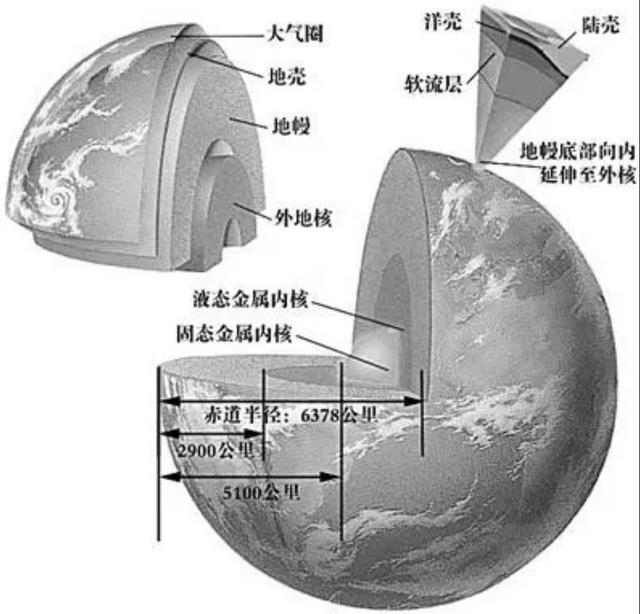 大气圈
地壳
地幔
外地核
洋壳
陆壳
软流层
地幔底部向内
延伸至外核
液态金属内核
固态金属内核
赤道半径：6378公里
2900公里
5100公里